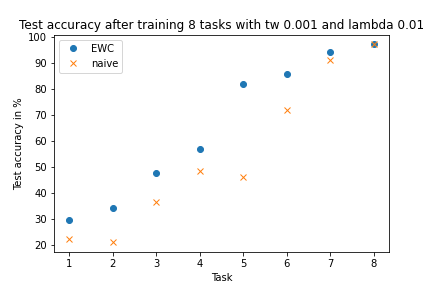 Test accuracy after training 8 tasks with tw 0.001 and lambda 0.01
100
90
80
70
60
50
40
30
20
Test accuracy in %
EWC
naive
1 2 3 4 5 6 7 8
Task